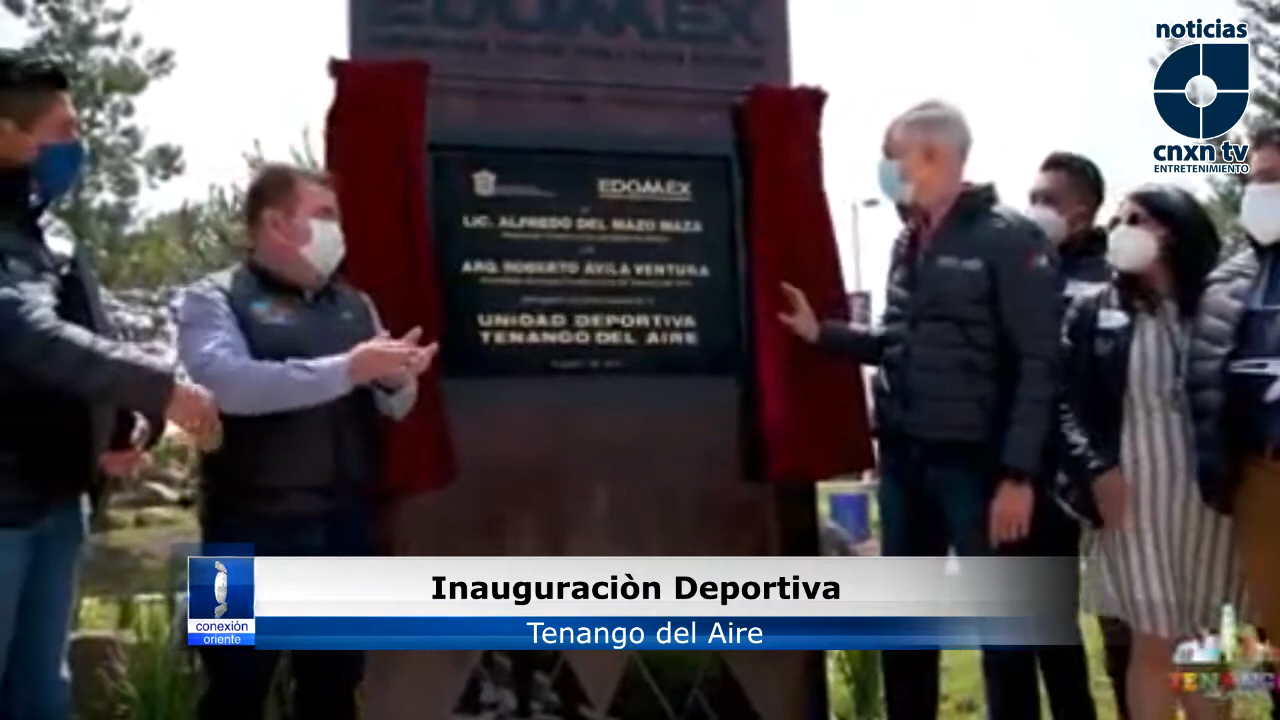 EDOMEX
noticias
cnxn tv
ENTRETENIMIENTO
EDOMEX
LIC. ALFREDO DEL MAZO MAZA
ARQ. ROBERTO AVILA VENTURA
UNIDAD DEPORTIVA
TENANGO DEL AIRE
Inauguraciòn Deportiva
conexión
oriente
Tenango del Aire
TENANGO